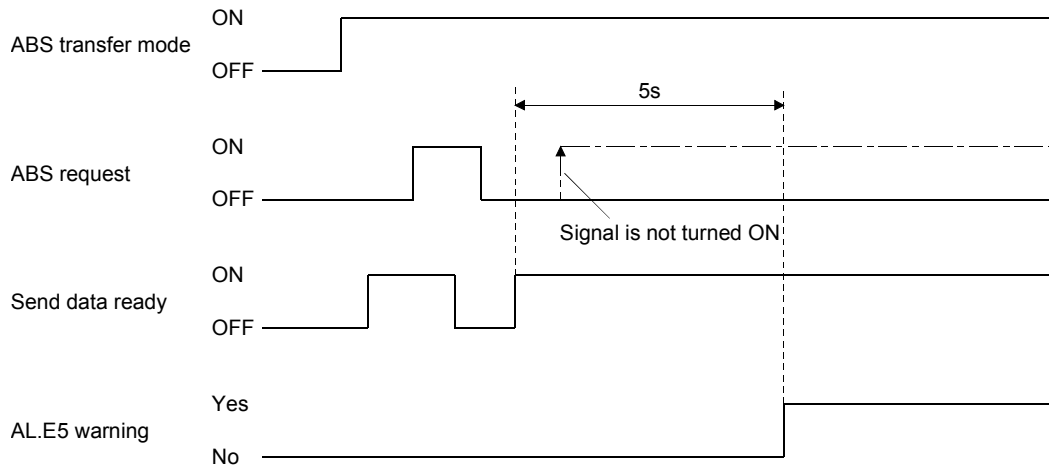 ON
ABS transfer mode
OFF
5s
ON
ABS request
OFF
Signal is not turned ON
ON
Send data ready
OFF
Yes
AL.E5 warning
No